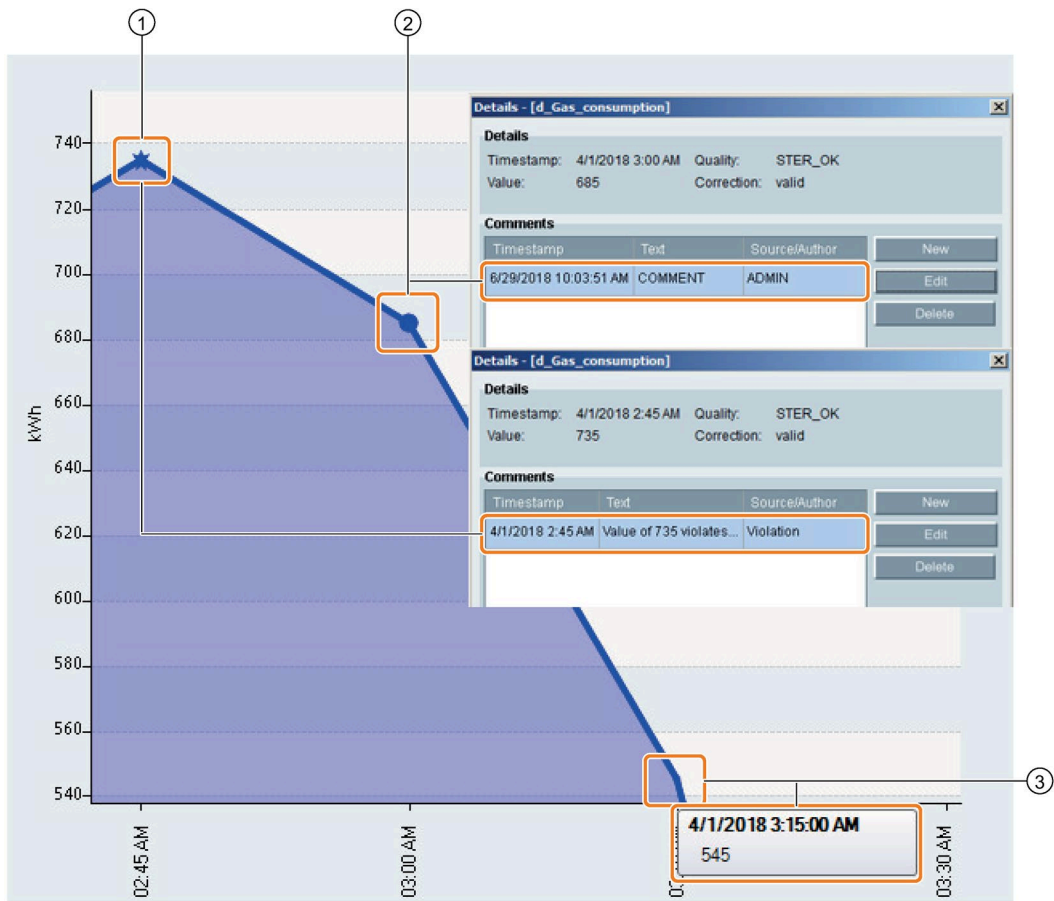 1
2
Details - [d_Gas_consumption]
Details
Timestamp: 4/1/2018 3:00 AM Quality: STER_OK
Value: 685 Correction: valid
Comments
Timestamp Text Source/Author New
6/29/2018 10:03:51 AM COMMENT ADMIN Edit
Delete
Details - [d_Gas_consumption]
Details
Timestamp: 4/1/2018 2:45 AM Quality: STER_OK
Value: 735 Correction: valid
Comments
Timestamp Text Source/Author New
4/1/2018 2:45 AM Value of 735 violates... Violation Edit
Delete
740
720
700
680
660
640
620
600
580
560
540
kWh
3
4/1/2018 3:15:00 AM
545
02:45 AM
03:00 AM
03:30 AM